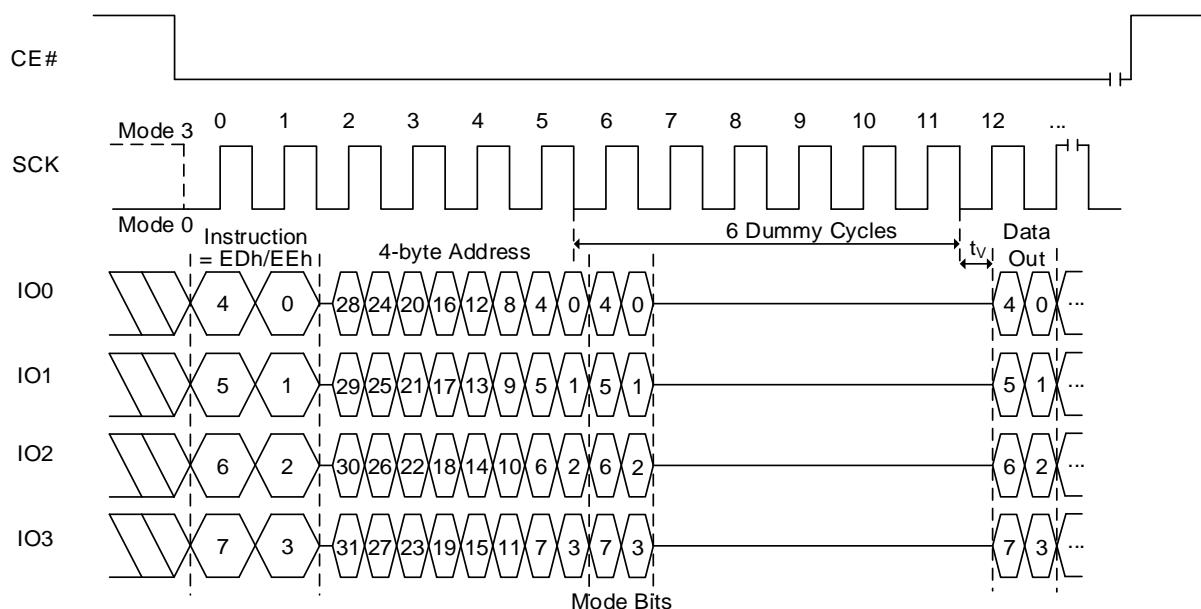 CE#
Mode 3
0 1 2 3 4 5 6 7 8 9 10 11 12 ...
SCK
Mode 0
Instruction
= EDh/EEh
4-byte Address
6 Dummy Cycles
tV
Data
Out
IO0 4 0 28 24 20 16 12 8 4 0 4 0 4 0 ...
IO1 5 1 29 25 21 17 13 9 5 1 5 1 5 1 ...
IO2 6 2 30 26 22 18 14 10 6 2 6 2 6 2 ...
IO3 7 3 31 27 23 19 15 11 7 3 7 3 7 3 ...
Mode Bits